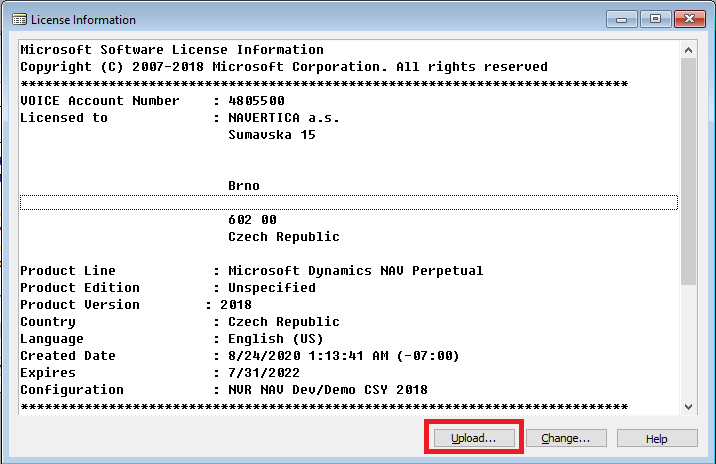 License Information
Microsoft Software License Information
Copyright (C) 2007-2018 Microsoft Corporation. All rights reserved
*****************************************************************************
VOICE Account Number : 4805500
Licensed to : NAVERTICA a.s.
Sumavska 15
Brno
602 00
Czech Republic
Product Line : Microsoft Dynamics NAV Perpetual
Product Edition : Unspecified
Product Version : 2018
Country : Czech Republic
Language : English (US)
Created Date : 8/24/2020 1:13:41 AM (-07:00)
Expires : 7/31/2022
Configuration : NVR NAV Dev/Demo CSY 2018
*****************************************************************************
Upload... Change... Help